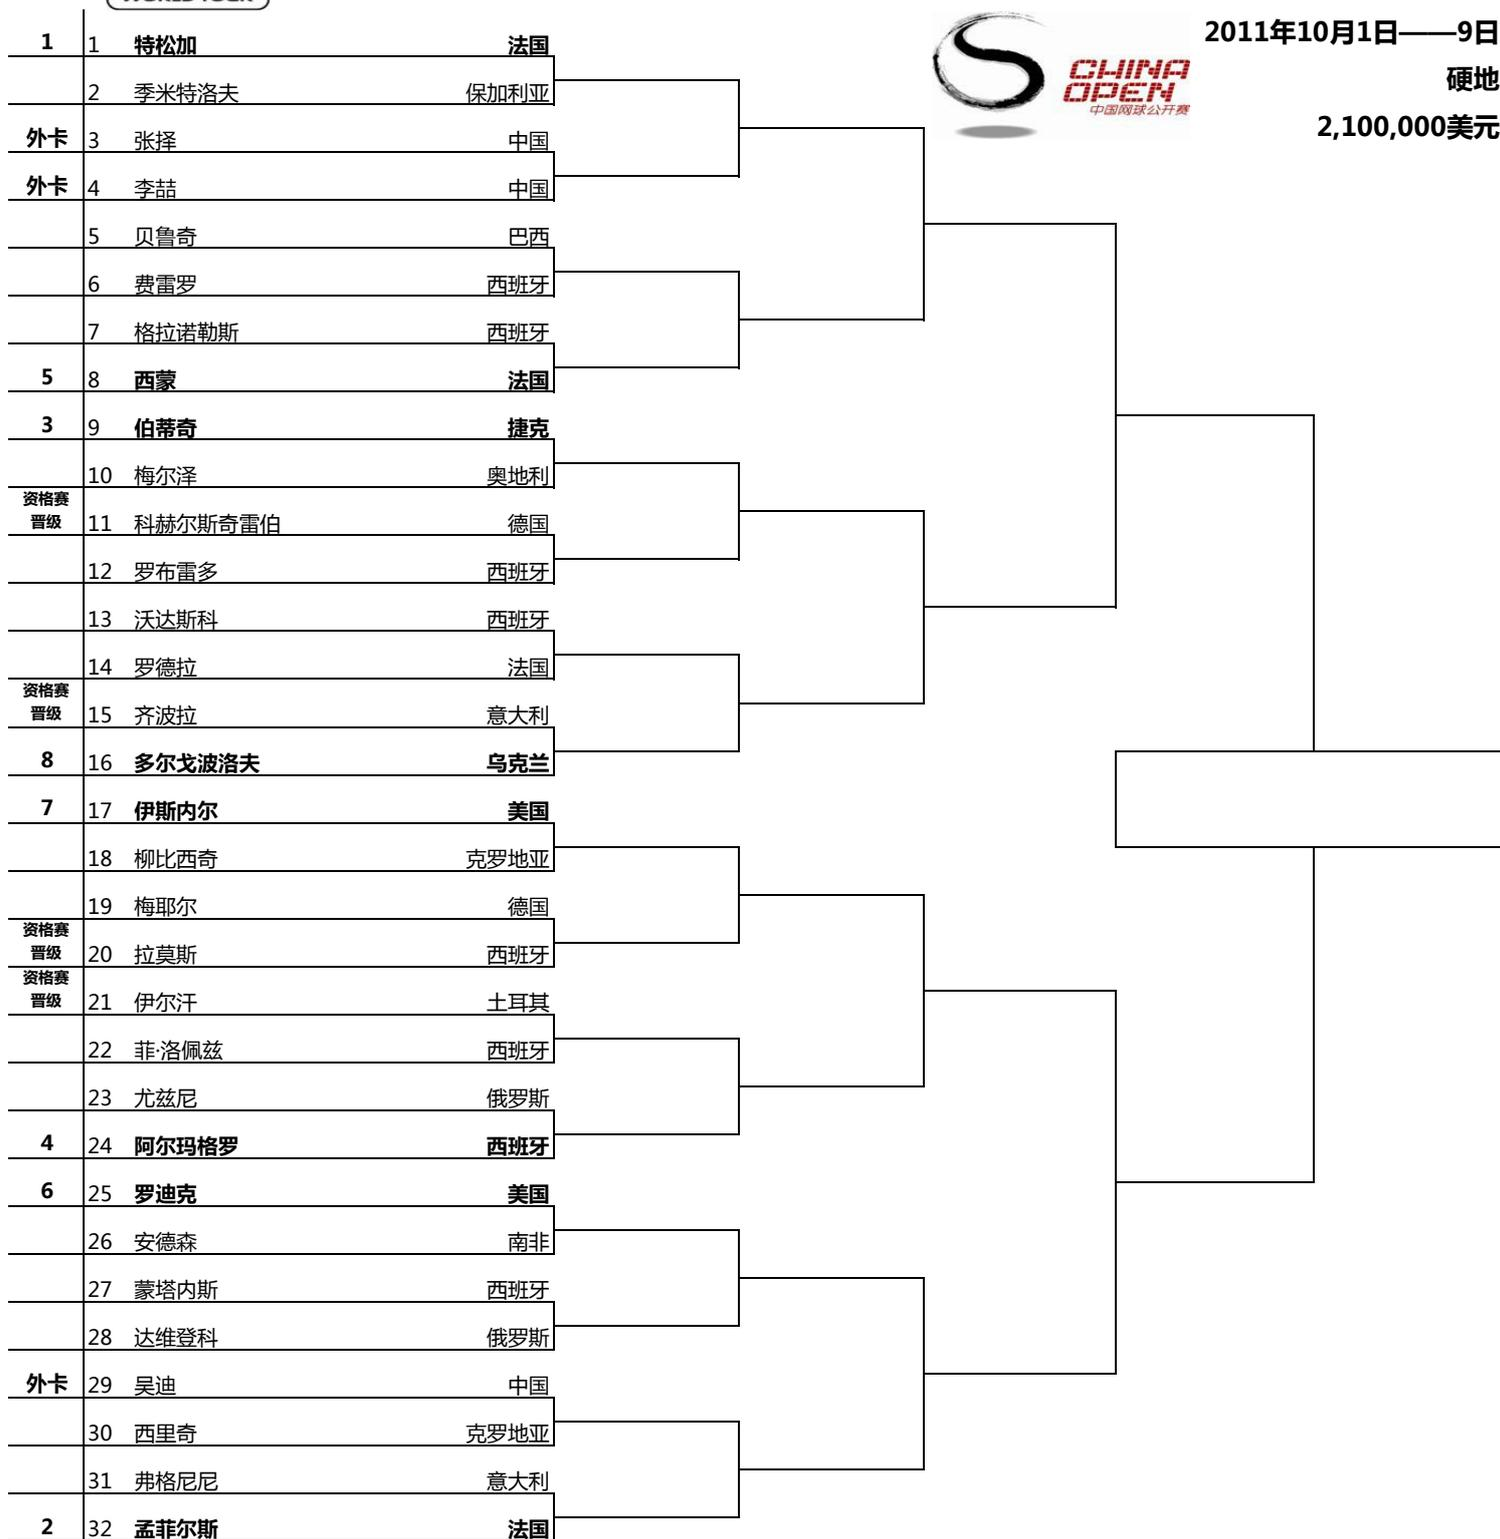 2011年10月1日——9日
CHINA
OPEN
中国网球公开赛
硬地
2,100,000美元
1 1 特松加 法国
2 季米特洛夫 保加利亚
外卡 3 张择 中国
外卡 4 李喆 中国
5 贝鲁奇 巴西
6 费雷罗 西班牙
7 格拉诺勒斯 西班牙
5 8 西蒙 法国
3 9 伯蒂奇 捷克
10 梅尔泽 奥地利
资格赛
晋级 11 科赫尔斯奇雷伯 德国
12 罗布雷多 西班牙
13 沃达斯科 西班牙
14 罗德拉 法国
资格赛
晋级 15 齐波拉 意大利
8 16 多尔戈波洛夫 乌克兰
7 17 伊斯内尔 美国
18 柳比西奇 克罗地亚
19 梅耶尔 德国
资格赛
晋级 20 拉莫斯 西班牙
资格赛
晋级 21 伊尔汗 土耳其
22 菲·洛佩兹 西班牙
23 尤兹尼 俄罗斯
4 24 阿尔玛格罗 西班牙
6 25 罗迪克 美国
26 安德森 南非
27 蒙塔内斯 西班牙
28 达维登科 俄罗斯
外卡 29 吴迪 中国
30 西里奇 克罗地亚
31 弗格尼尼 意大利
2 32 孟菲尔斯 法国